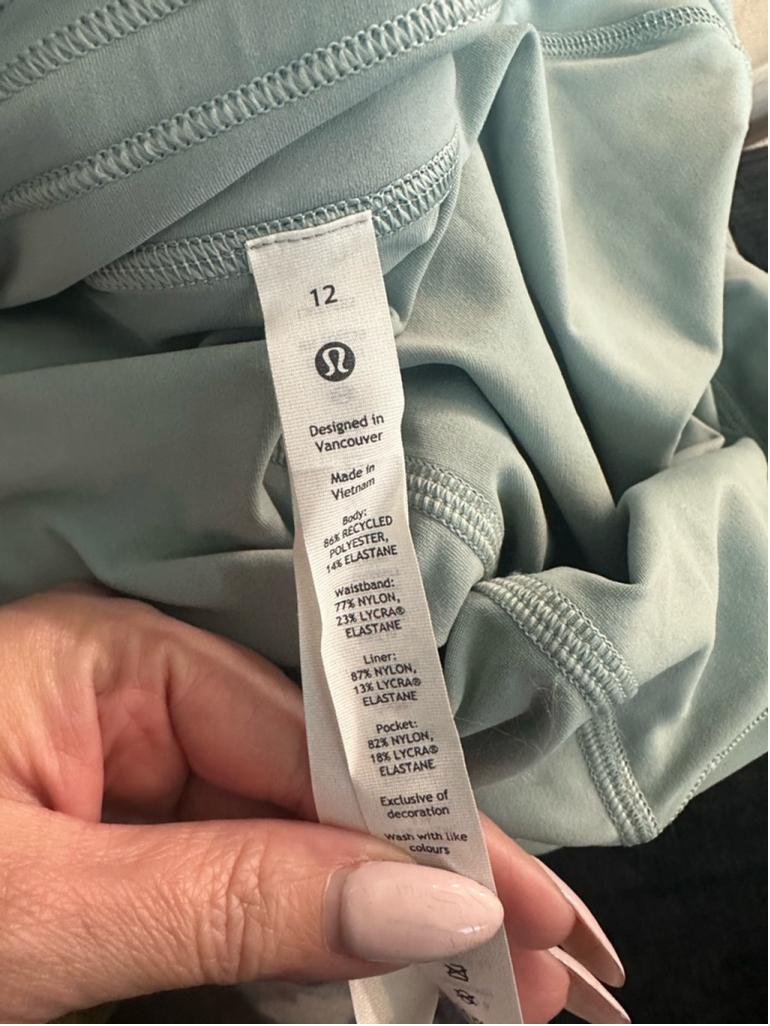 12
Designed in
Vancouver
Made in
Vietnam
Body:
86% RECYCLED
POLYESTER,
14% ELASTANE
waistband:
77% NYLON,
23% LYCRA®
ELASTANE
Liner:
87% NYLON,
13% LYCRA®
ELASTANE
Pocket:
82% NYLON,
18% LYCRA®
ELASTANE
Exclusive of
decoration
Wash with like
colours